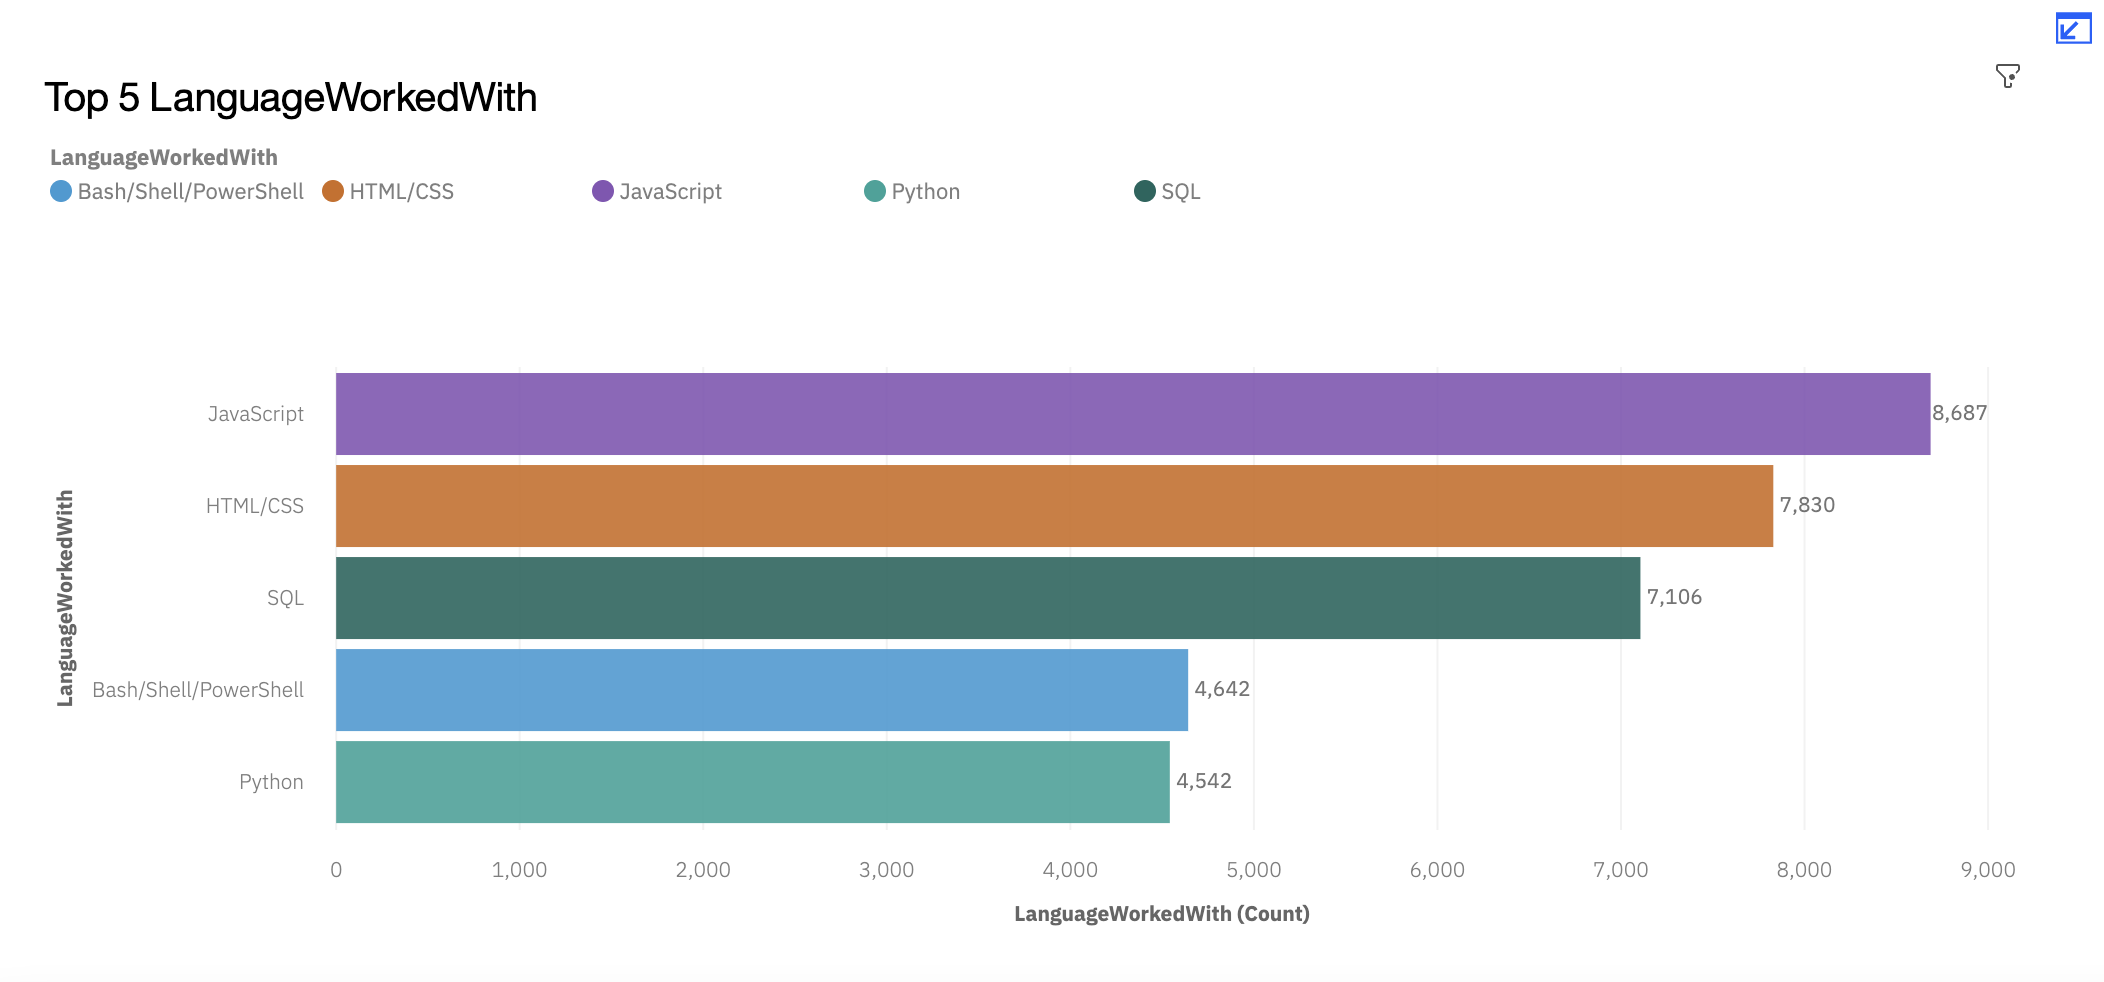 Top 5 LanguageWorkedWith
LanguageWorkedWith
Bash/Shell/PowerShell HTML/CSS JavaScript Python SQL
LanguageWorkedWith
JavaScript 8,687
HTML/CSS 7,830
SQL 7,106
Bash/Shell/PowerShell 4,642
Python 4,542
0 1,000 2,000 3,000 4,000 5,000 6,000 7,000 8,000 9,000
LanguageWorkedWith (Count)